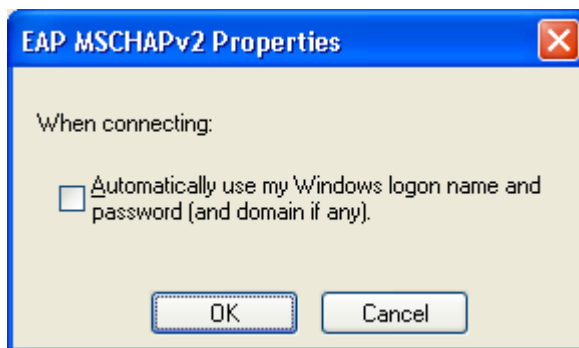 EAP MSCHAPv2 Properties
When connecting:
Automatically use my Windows logon name and
password (and domain if any).
OK
Cancel